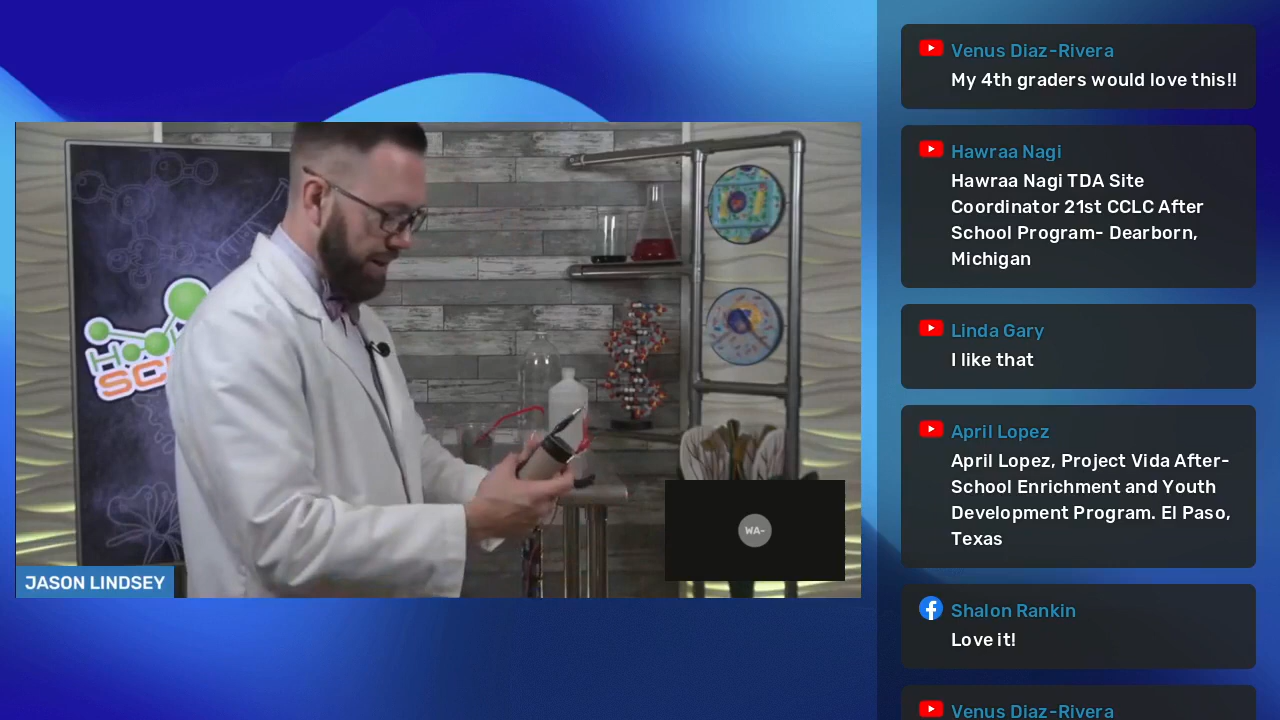 Venus Diaz-Rivera
My 4th graders would love this!!
Hawraa Nagi
Hawraa Nagi TDA Site
Coordinator 21st CCLC After
School Program- Dearborn,
Michigan
Linda Gary
I like that
April Lopez
April Lopez, Project Vida After-
School Enrichment and Youth
Development Program. El Paso,
Texas
Shalon Rankin
Love it!
Venus Diaz-Rivera
WA-
JASON LINDSEY